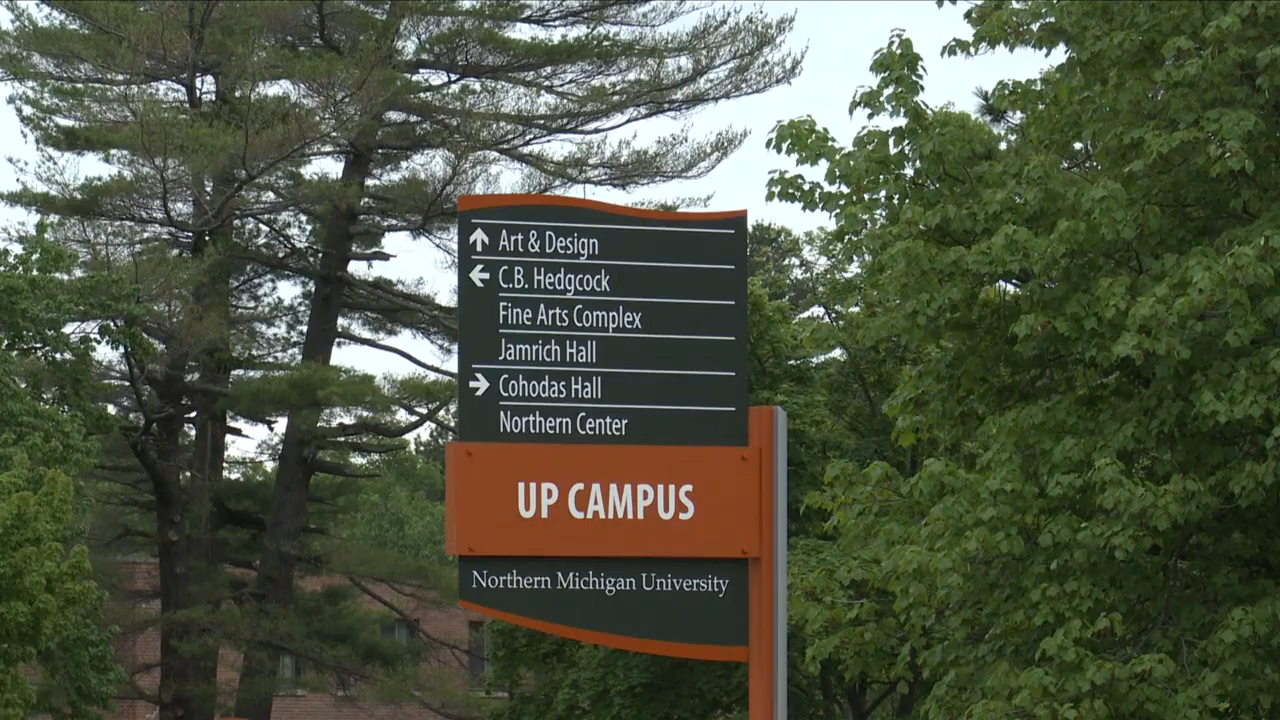 Art & Design
C.B. Hedgcock
Fine Arts Complex
Jamrich Hall
Cohodas Hall
Northern Center
UP CAMPUS
Northern Michigan University